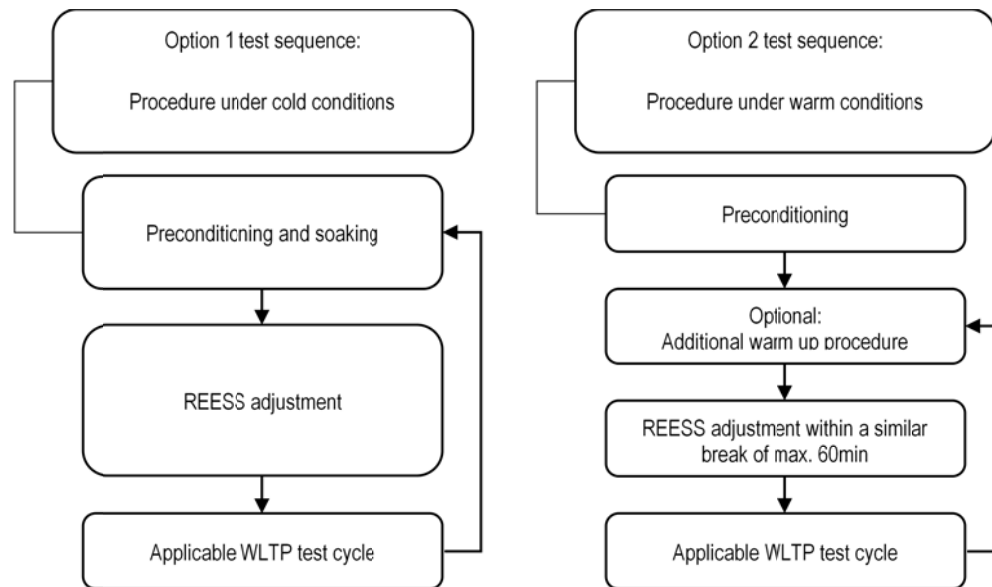 Option 1 test sequence:
Procedure under cold conditions
Preconditioning and soaking
REESS adjustment
Applicable WLTP test cycle
Option 2 test sequence:
Procedure under warm conditions
Preconditioning
Optional:
Additional warm up procedure
REESS adjustment within a similar
break of max. 60min
Applicable WLTP test cycle